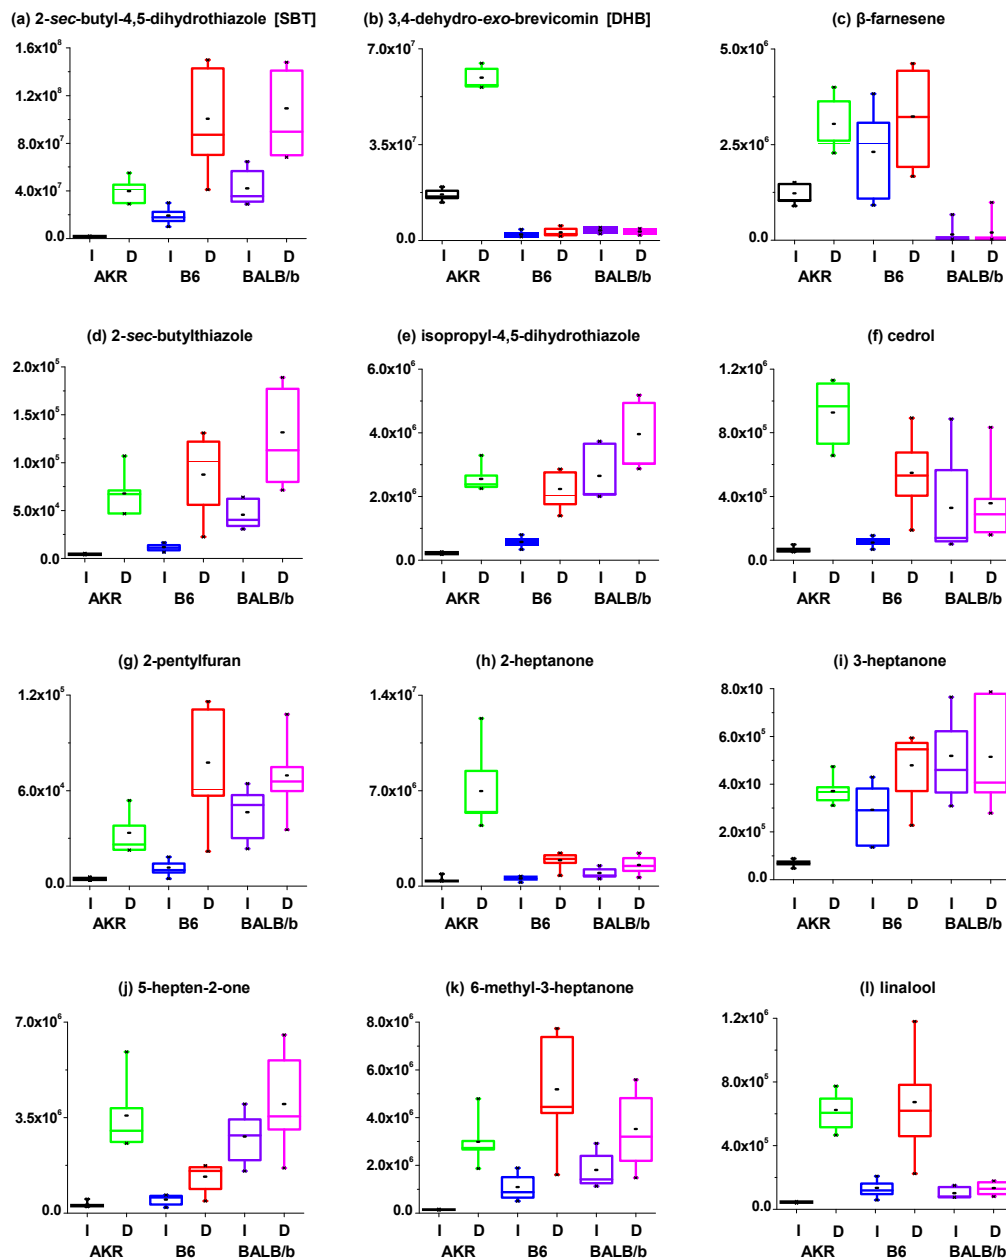 (a) 2-sec-butyl-4,5-dihydrothiazole [SBT]
1.6x10⁸
1.2x10⁸
8.0x10⁷
4.0x10⁷
0.0
I D I D I D
AKR B6 BALB/b
(b) 3,4-dehydro-exo-brevicomin [DHB]
7.0x10⁷
3.5x10⁷
0.0
I D I D I D
AKR B6 BALB/b
(c) β-farnesene
5.0x10⁶
2.5x10⁶
0.0
I D I D I D
AKR B6 BALB/b
(d) 2-sec-butylthiazole
2.0x10⁵
1.5x10⁵
1.0x10⁵
5.0x10⁴
0.0
I D I D I D
AKR B6 BALB/b
(e) isopropyl-4,5-dihydrothiazole
6.0x10⁶
4.0x10⁶
2.0x10⁶
0.0
I D I D I D
AKR B6 BALB/b
(f) cedrol
1.2x10⁶
8.0x10⁵
4.0x10⁵
0.0
I D I D I D
AKR B6 BALB/b
(g) 2-pentylfuran
1.2x10⁵
6.0x10⁴
0.0
I D I D I D
AKR B6 BALB/b
(h) 2-heptanone
1.4x10⁷
7.0x10⁶
0.0
I D I D I D
AKR B6 BALB/b
(i) 3-heptanone
8.0x10
6.0x10⁵
4.0x10⁵
2.0x10⁵
0.0
I D I D I D
AKR B6 BALB/b
(j) 5-hepten-2-one
7.0x10⁶
3.5x10⁶
0.0
I D I D I D
AKR B6 BALB/b
(k) 6-methyl-3-heptanone
8.0x10⁶
6.0x10⁶
4.0x10⁶
2.0x10⁶
0.0
I D I D I D
AKR B6 BALB/b
(l) linalool
1.2x10⁶
8.0x10⁵
4.0x10⁵
0.0
I D I D I D
AKR B6 BALB/b